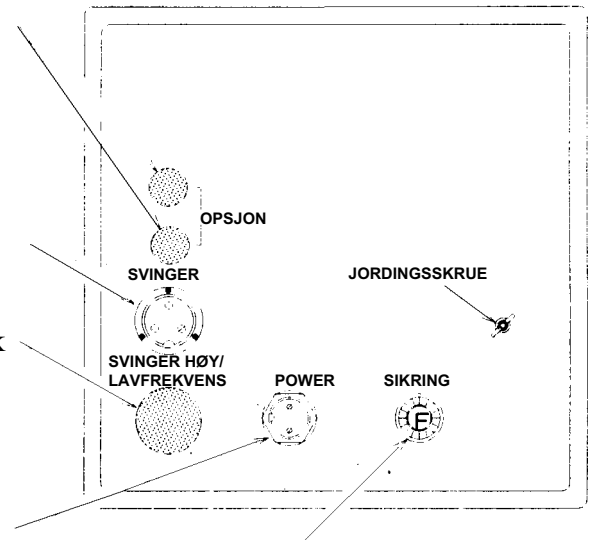 OPSJON
SVINGER
JORDINGSSKRUE
SVINGER HØY/
LAVFREKVENS
POWER
SIKRING
F